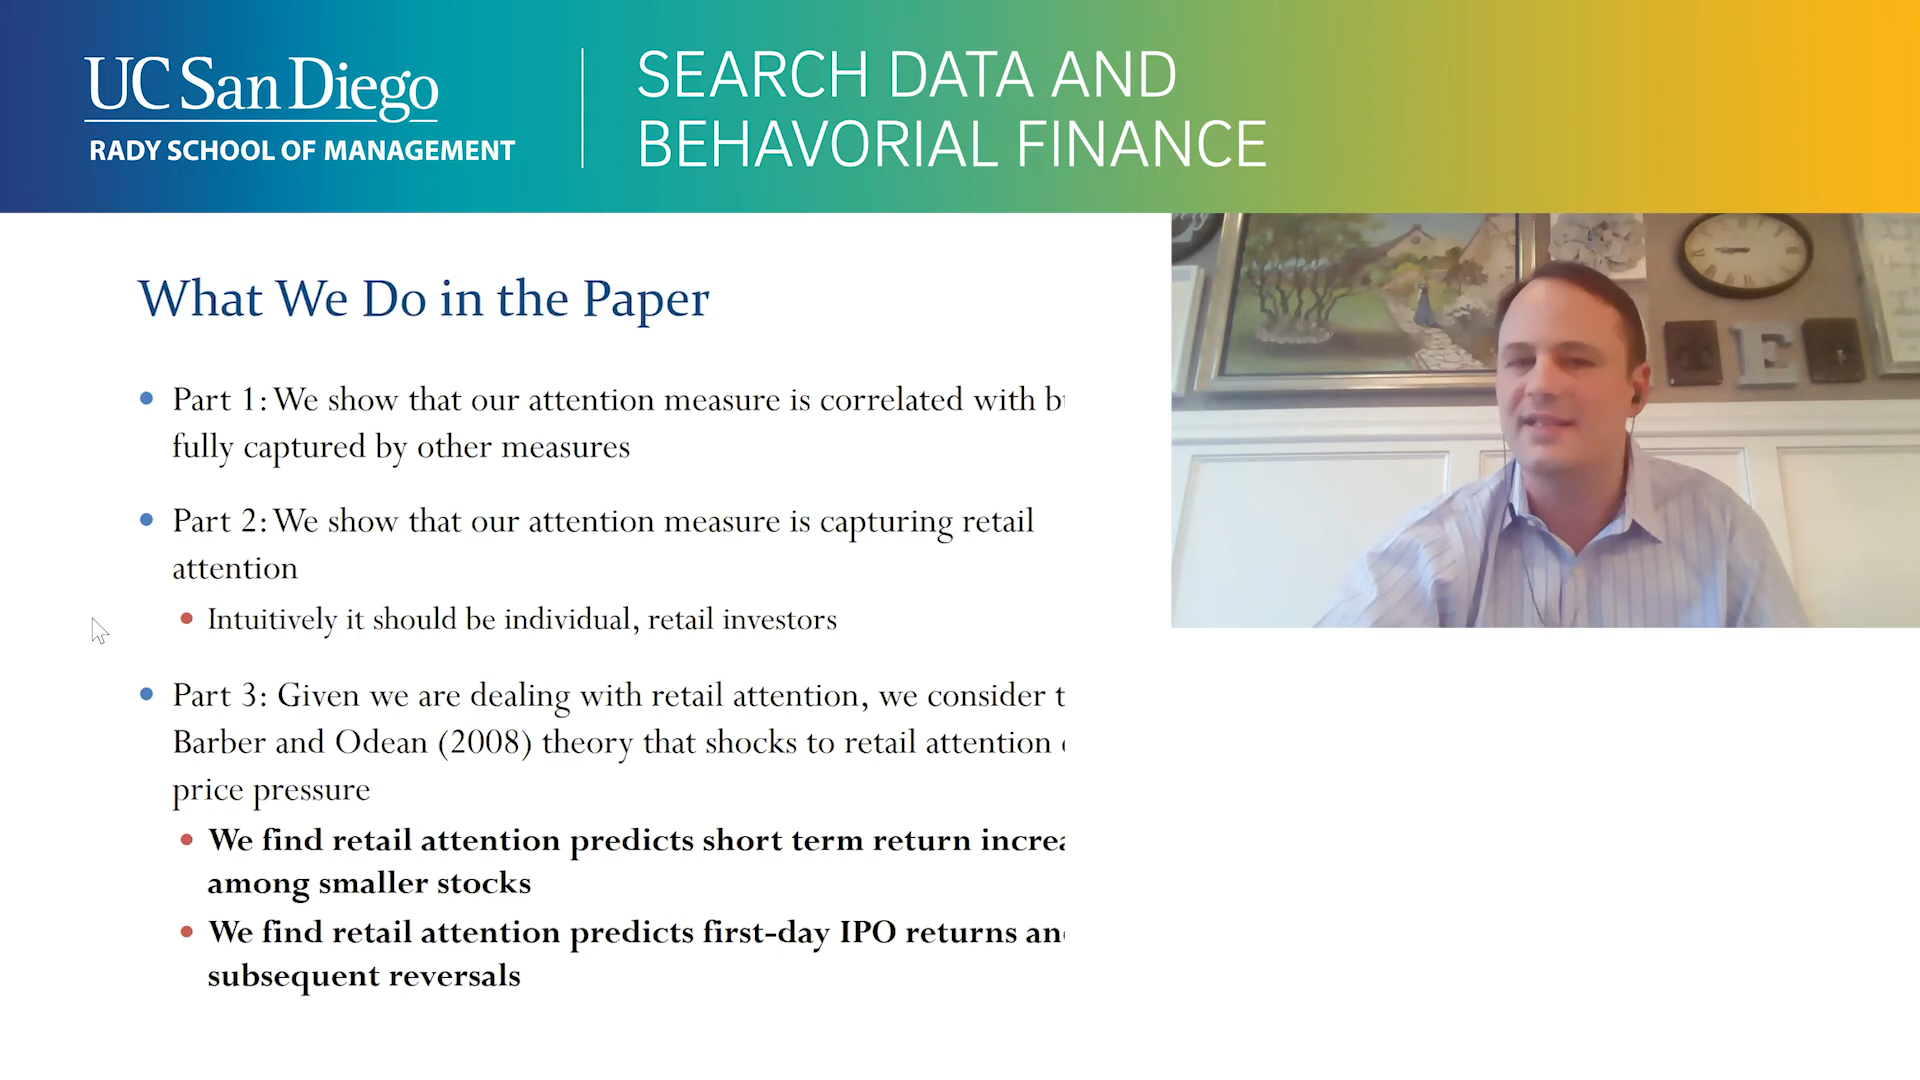 UC San Diego
RADY SCHOOL OF MANAGEMENT
SEARCH DATA AND
BEHAVORIAL FINANCE
What We Do in the Paper
• Part 1: We show that our attention measure is correlated with
fully captured by other measures
• Part 2: We show that our attention measure is capturing retail
attention
• Intuitively it should be individual, retail investors
• Part 3: Given we are dealing with retail attention, we consider
Barber and Odean (2008) theory that shocks to retail attention
price pressure
• We find retail attention predicts short term return
among smaller stocks
• We find retail attention predicts first-day IPO returns
subsequent reversals
E